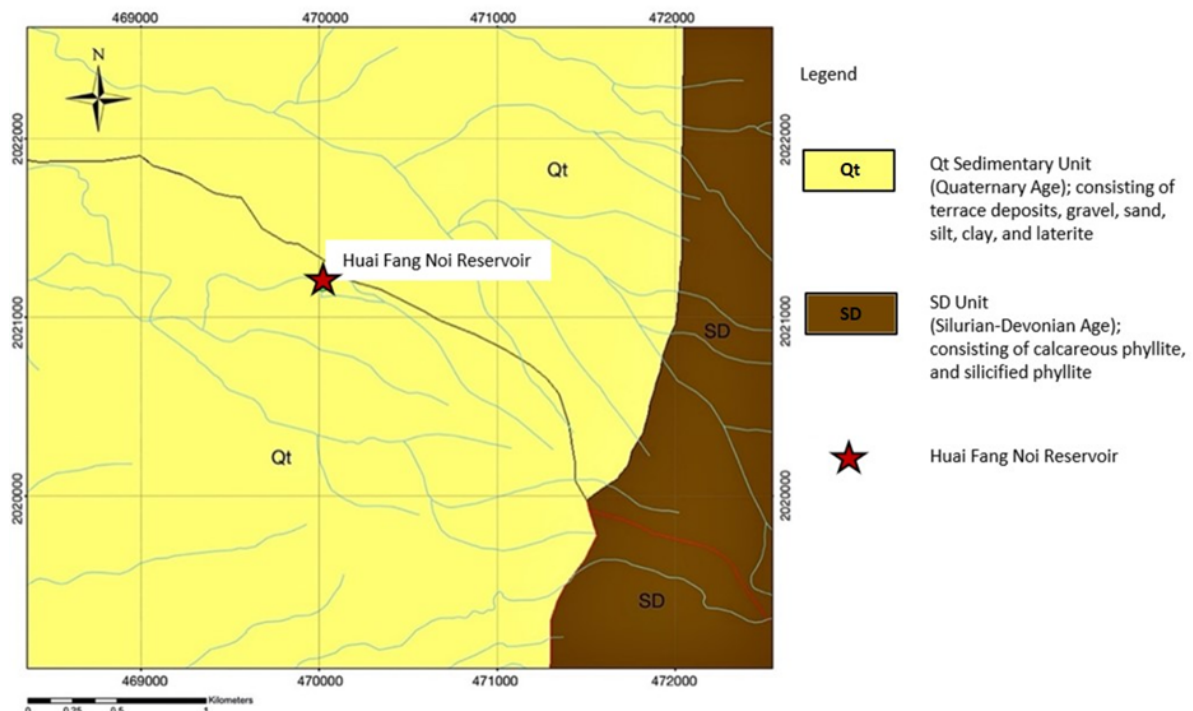 469000 470000 471000 472000
N
Legend
2022000 2022000
Qt
Qt
Qt Sedimentary Unit
(Quaternary Age); consisting of
terrace deposits, gravel, sand,
silt, clay, and laterite
Huai Fang Noi Reservoir
2021000 2021000
SD
SD
SD Unit
(Silurian-Devonian Age);
consisting of calcareous phyllite,
and silicified phyllite
Qt
Huai Fang Noi Reservoir
2020000 2020000
SD
469000 470000 471000 472000
Kilometers
0 0.25 0.5 1